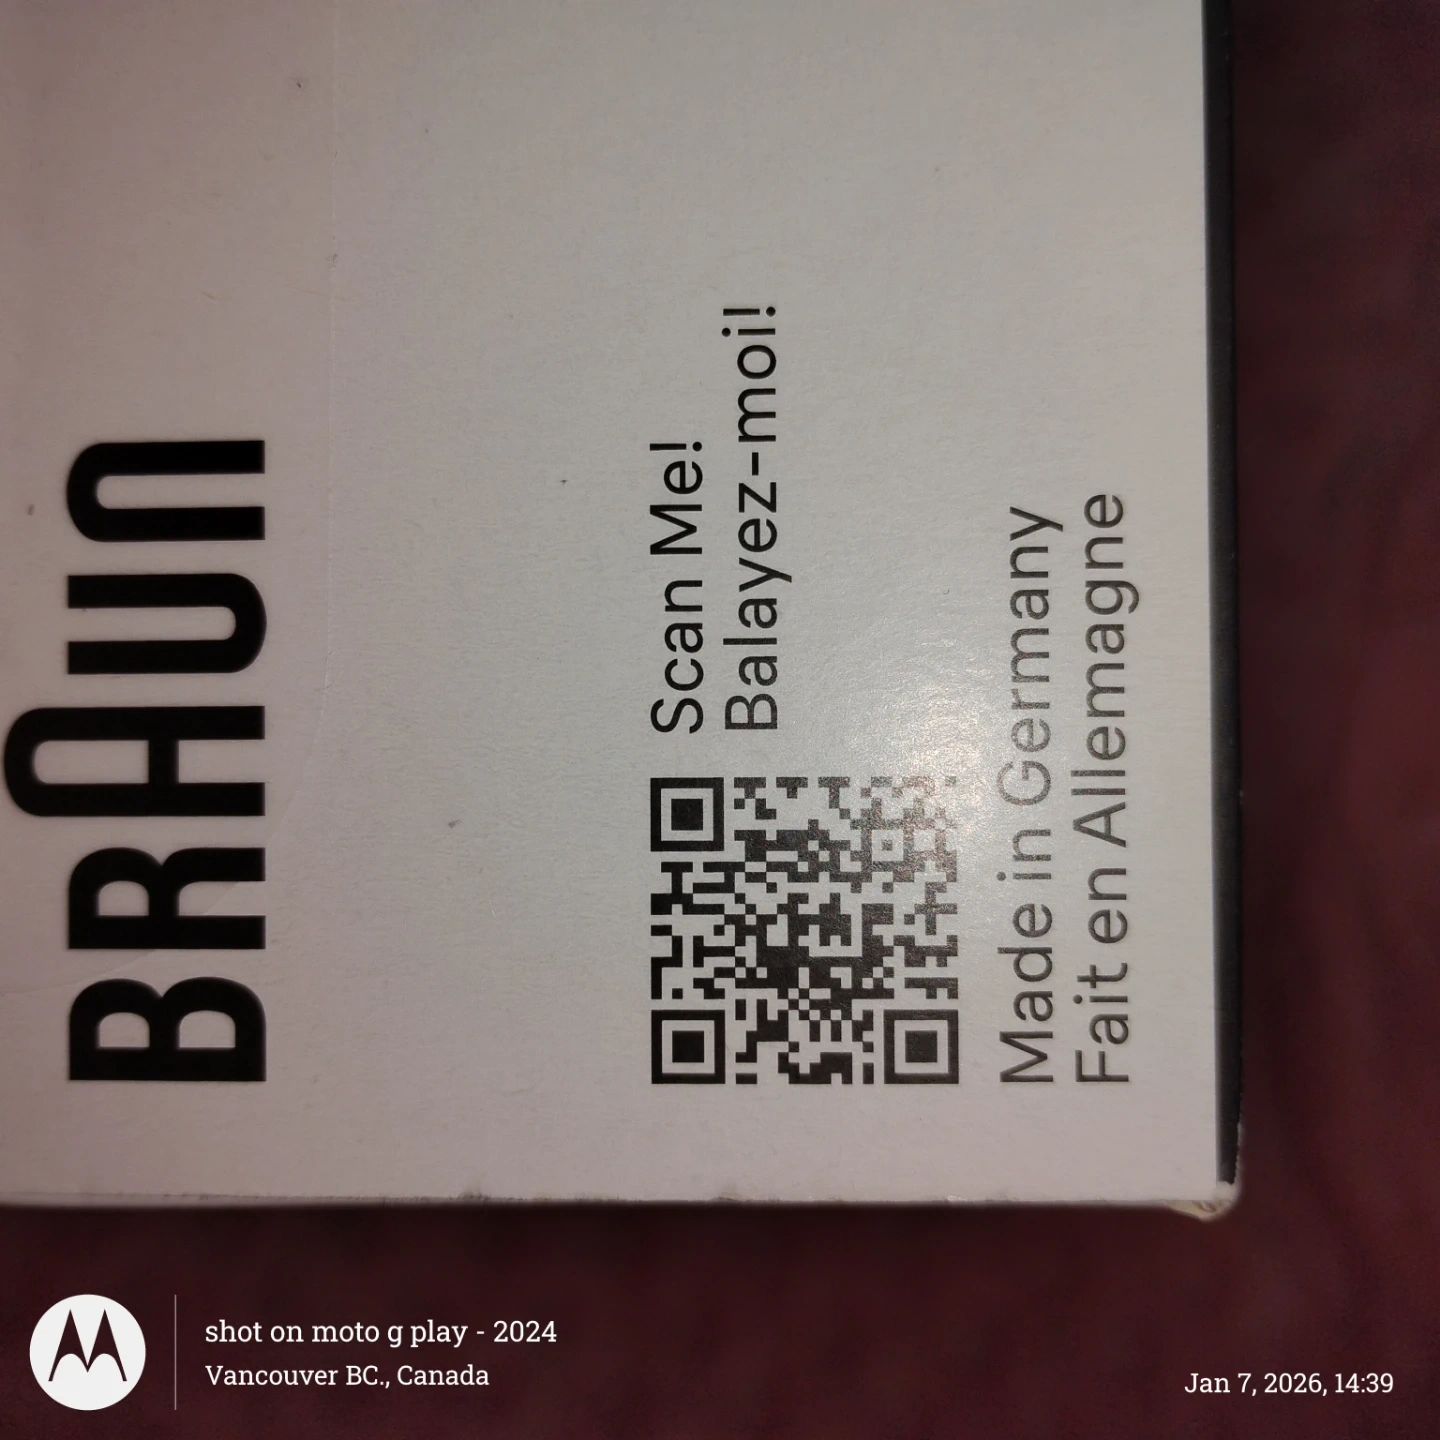 BRAUN
Scan Me!
Balayez-moi!
Made in Germany
Fait en Allemagne
shot on moto g play - 2024
Vancouver BC., Canada
Jan 7, 2026, 14:39